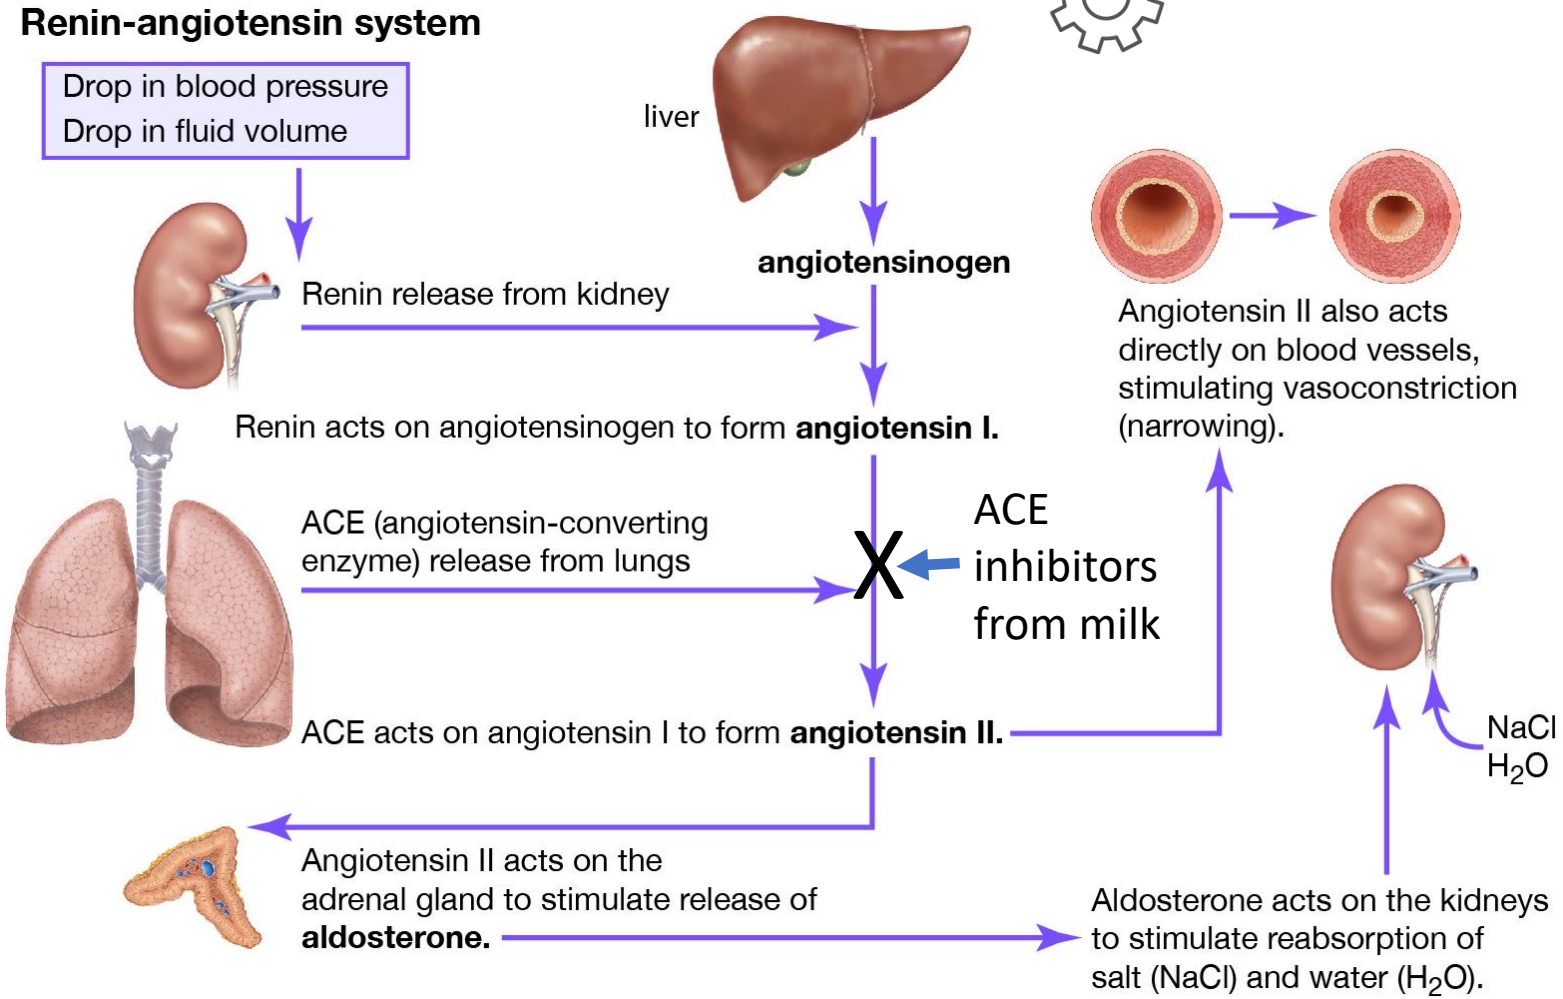 Renin-angiotensin system
Drop in blood pressure
Drop in fluid volume
liver
angiotensinogen
Renin release from kidney
Renin acts on angiotensinogen to form angiotensin I.
ACE (angiotensin-converting
enzyme) release from lungs
X
ACE
inhibitors
from milk
ACE acts on angiotensin I to form angiotensin II.
Angiotensin II also acts
directly on blood vessels,
stimulating vasoconstriction
(narrowing).
NaCl
H₂O
Angiotensin II acts on the
adrenal gland to stimulate release of
aldosterone.
Aldosterone acts on the kidneys
to stimulate reabsorption of
salt (NaCl) and water (H₂O).